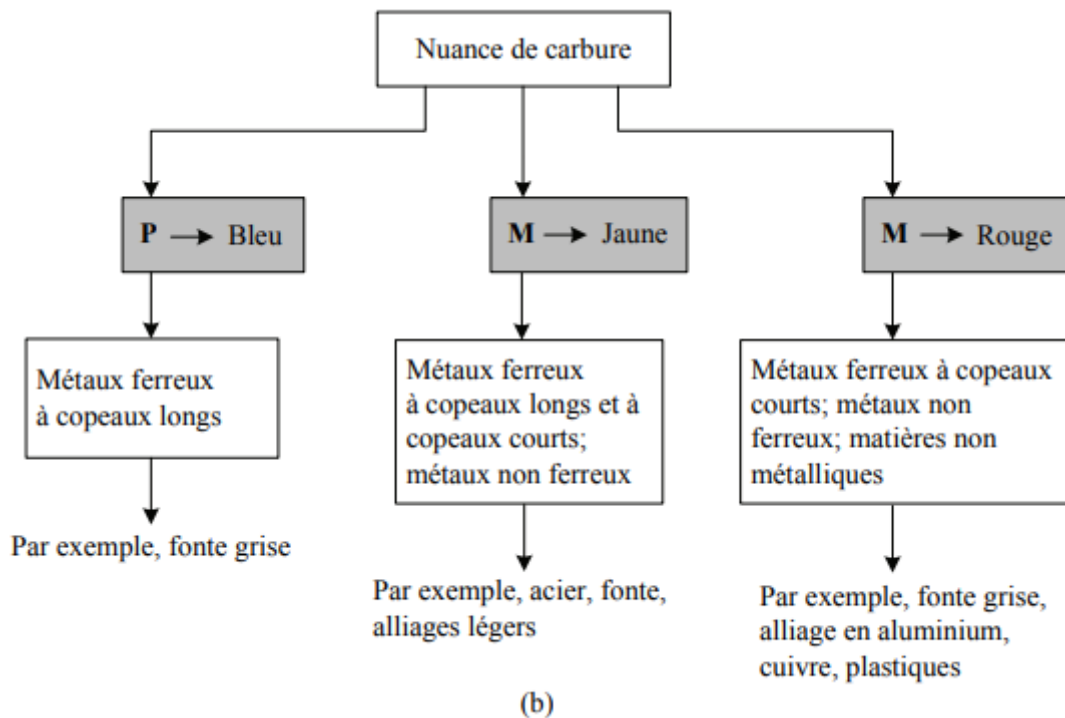 Nuance de carbure
P → Bleu
M → Jaune
M → Rouge
Métaux ferreux
à copeaux longs
Métaux ferreux
à copeaux longs et à
copeaux courts;
métaux non ferreux
Métaux ferreux à copeaux
courts; métaux non
ferreux; matières non
métalliques
Par exemple, fonte grise
Par exemple, acier, fonte,
alliages légers
Par exemple, fonte grise,
alliage en aluminium,
cuivre, plastiques
(b)